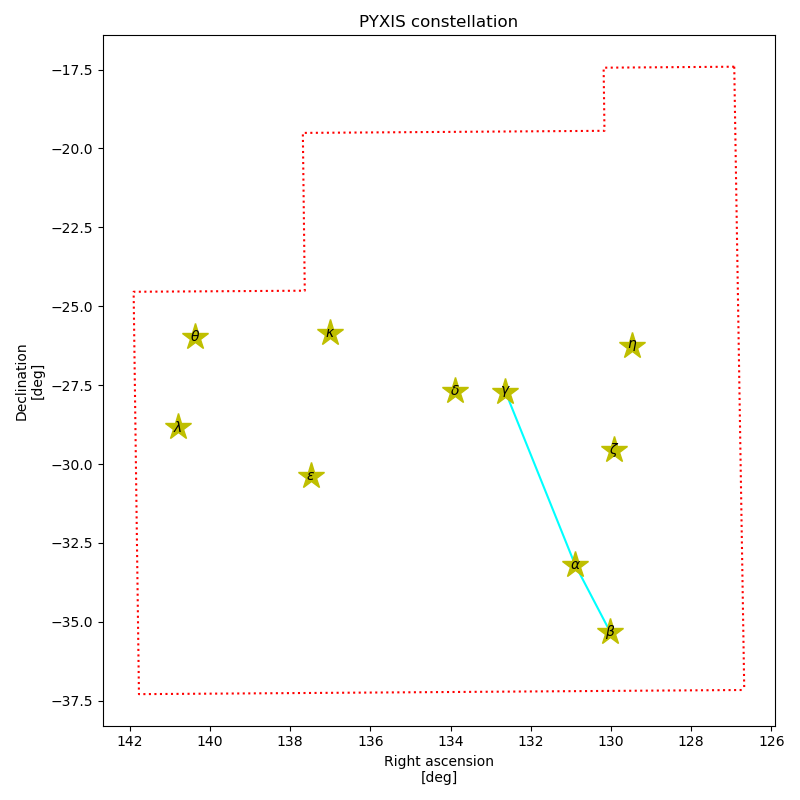 PYXIS constellation
−17.5
−20.0
−22.5
−25.0
−27.5
−30.0
−32.5
−35.0
−37.5
Declination
[deg]
θ
κ
η
δ
γ
λ
ζ
ε
α
β
142
140
138
136
134
132
130
128
126
Right ascension
[deg]